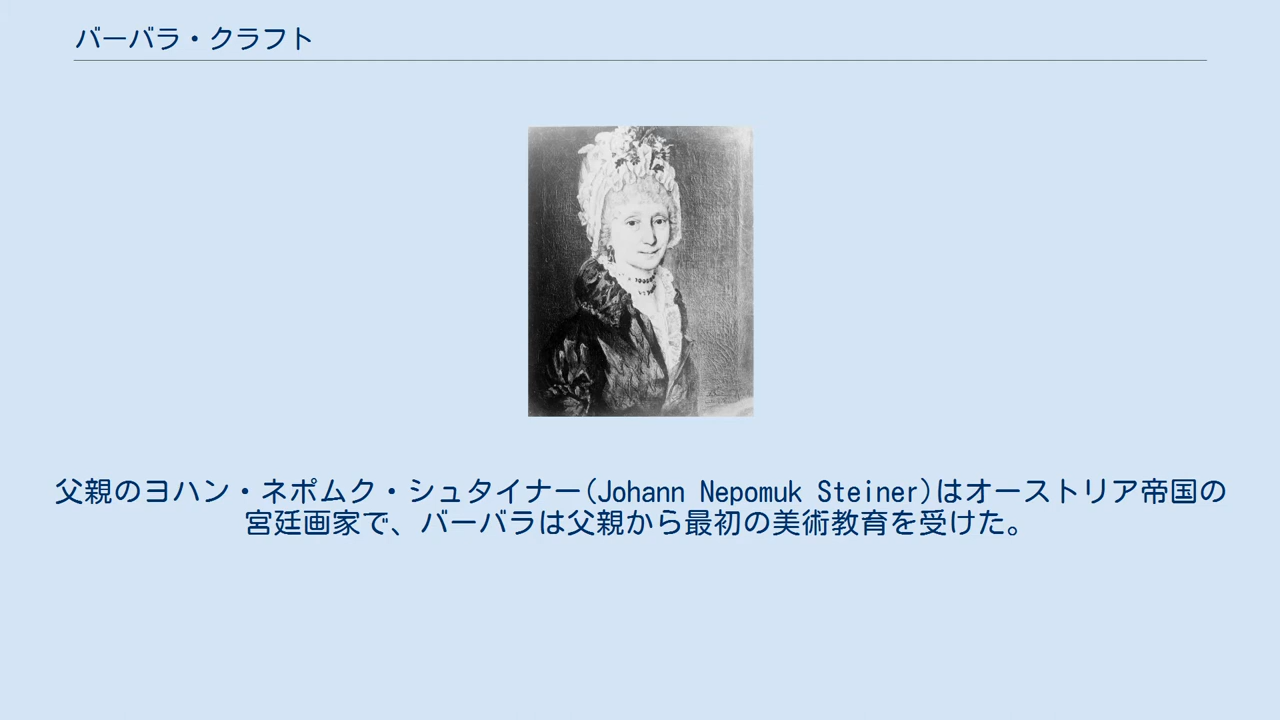 バーバラ・クラフト
父親のヨハン・ネポムク・シュタイナー(Johann Nepomuk Steiner)はオーストリア帝国の
宮廷画家で、バーバラは父親から最初の美術教育を受けた。